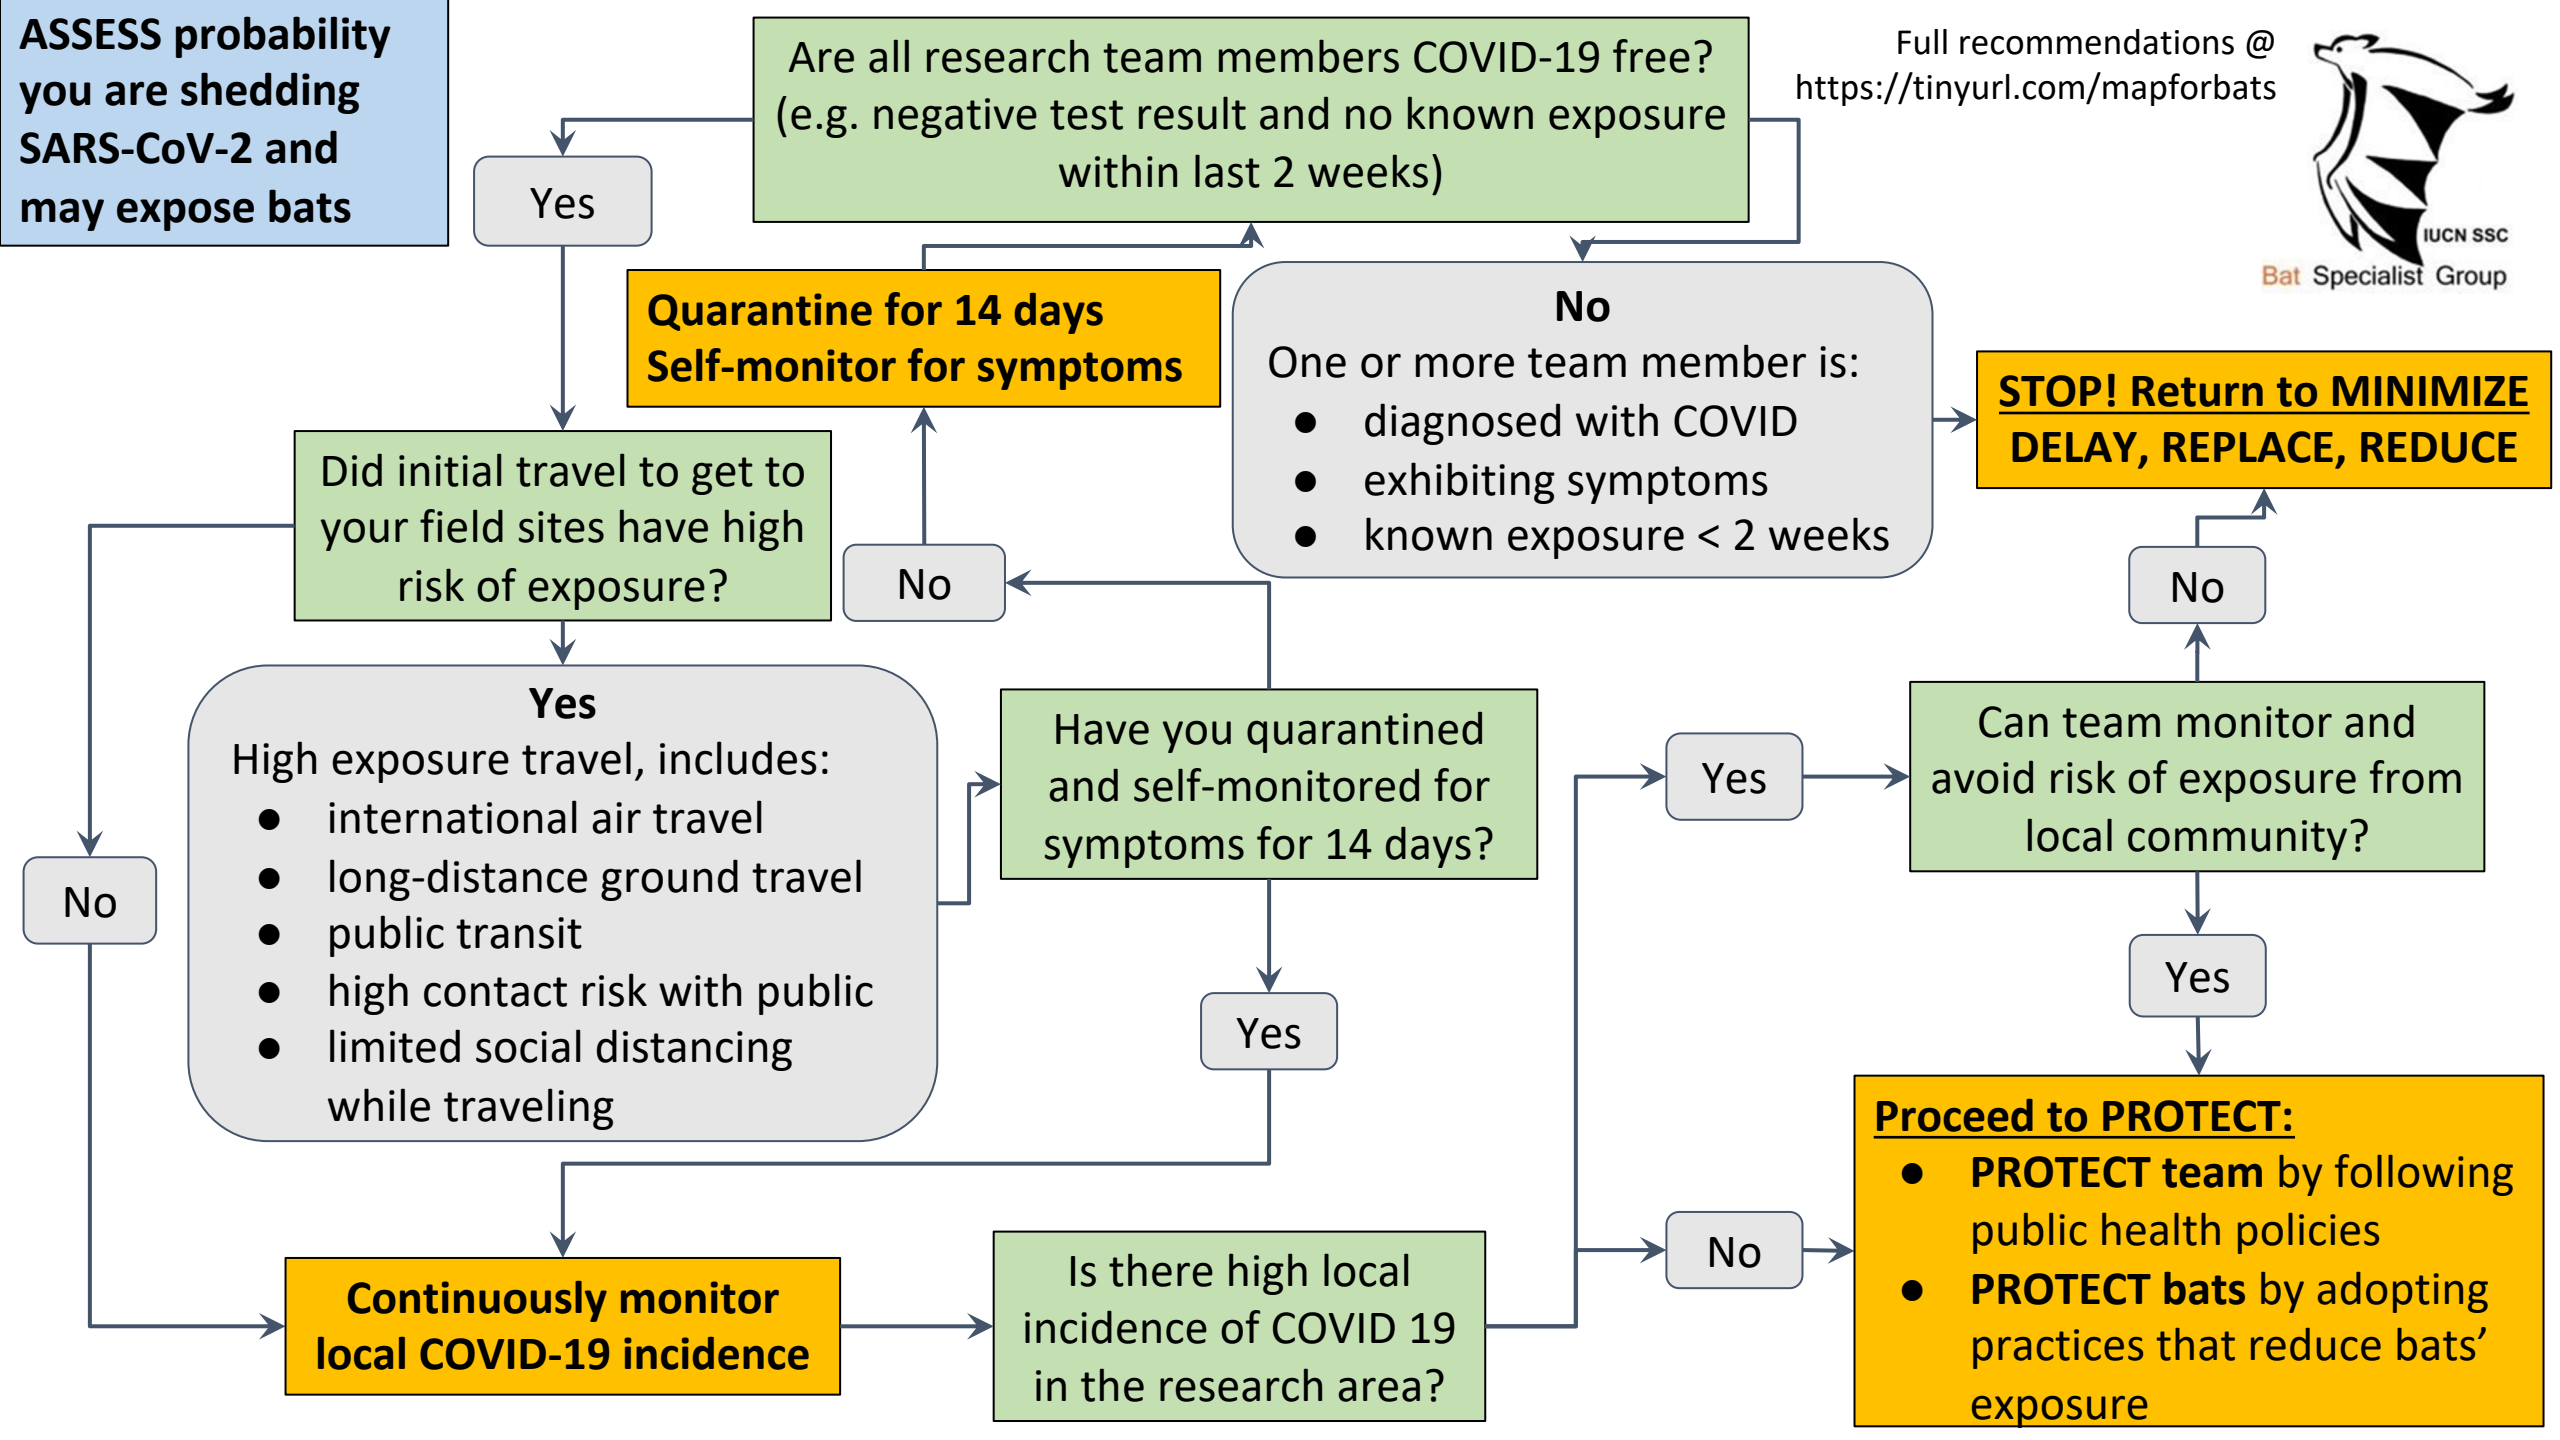 ASSESS probability
you are shedding
SARS-CoV-2 and
may expose bats
Are all research team members COVID-19 free?
(e.g. negative test result and no known exposure
within last 2 weeks)
Full recommendations @
https://tinyurl.com/mapforbats
IUCN SSC
Bat Specialist Group
Yes
Quarantine for 14 days
Self-monitor for symptoms
No
One or more team member is:
● diagnosed with COVID
● exhibiting symptoms
● known exposure < 2 weeks
STOP! Return to MINIMIZE
DELAY, REPLACE, REDUCE
Did initial travel to get to
your field sites have high
risk of exposure?
No
No
Yes
High exposure travel, includes:
● international air travel
● long-distance ground travel
● public transit
● high contact risk with public
● limited social distancing
while traveling
Have you quarantined
and self-monitored for
symptoms for 14 days?
Yes
Can team monitor and
avoid risk of exposure from
local community?
No
Yes
Yes
Proceed to PROTECT:
● PROTECT team by following
public health policies
● PROTECT bats by adopting
practices that reduce bats’
exposure
Continuously monitor
local COVID-19 incidence
Is there high local
incidence of COVID 19
in the research area?
No